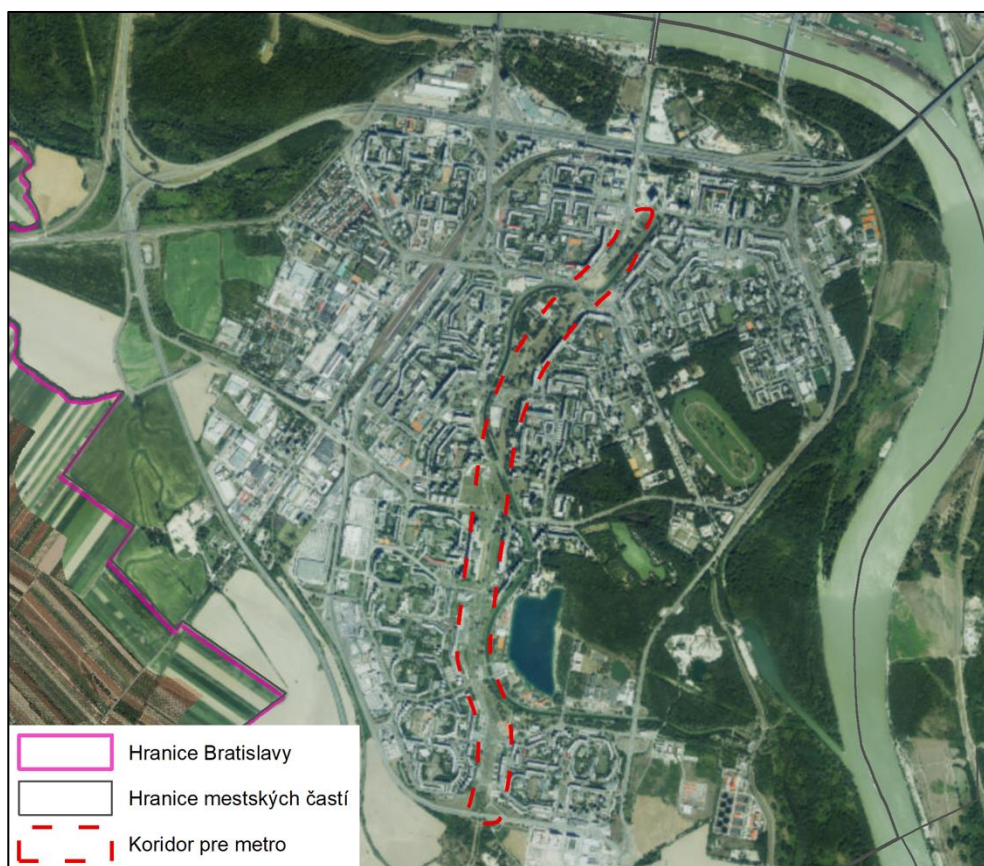 Hranice Bratislavy
Hranice mestských častí
Koridor pre metro